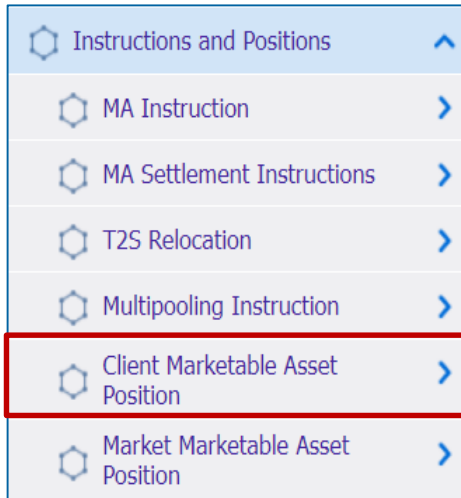 Instructions and Positions
MA Instruction
MA Settlement Instructions
T2S Relocation
Multipooling Instruction
Client Marketable Asset
Position
Market Marketable Asset
Position